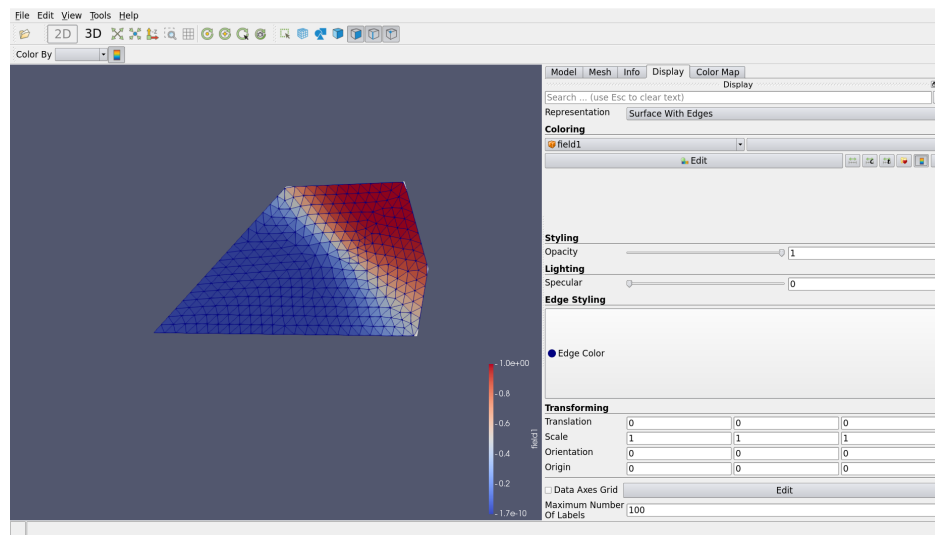 File Edit View Tools Help
2D 3D
Color By
Model Mesh Info Display Color Map
Display
Search ... (use Esc to clear text)
Representation Surface With Edges
Coloring
field1
Edit
Styling
Opacity 1
Lighting
Specular 0
Edge Styling
Edge Color
1.0e+00
0.8
0.6
0.4
0.2
-1.7e-10
field1
Transforming
Translation 0 0 0
Scale 1 1 1
Orientation 0 0 0
Origin 0 0 0
Data Axes Grid Edit
Maximum Number
Of Labels 100